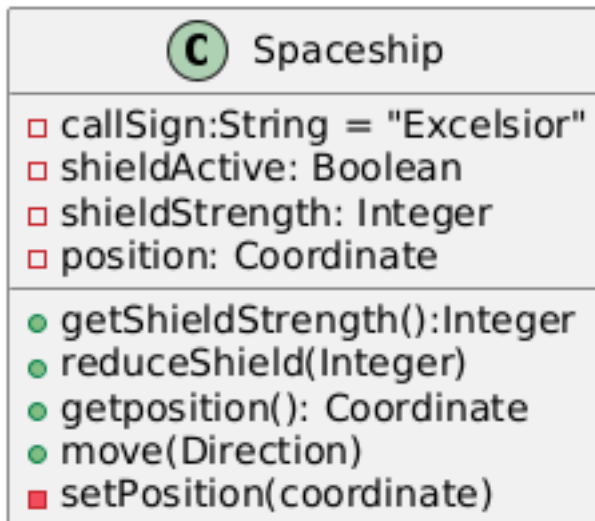 C Spaceship
callSign:String = "Excelsior"
shieldActive: Boolean
shieldStrength: Integer
position: Coordinate
getShieldStrength():Integer
reduceShield(Integer)
getposition(): Coordinate
move(Direction)
setPosition(coordinate)